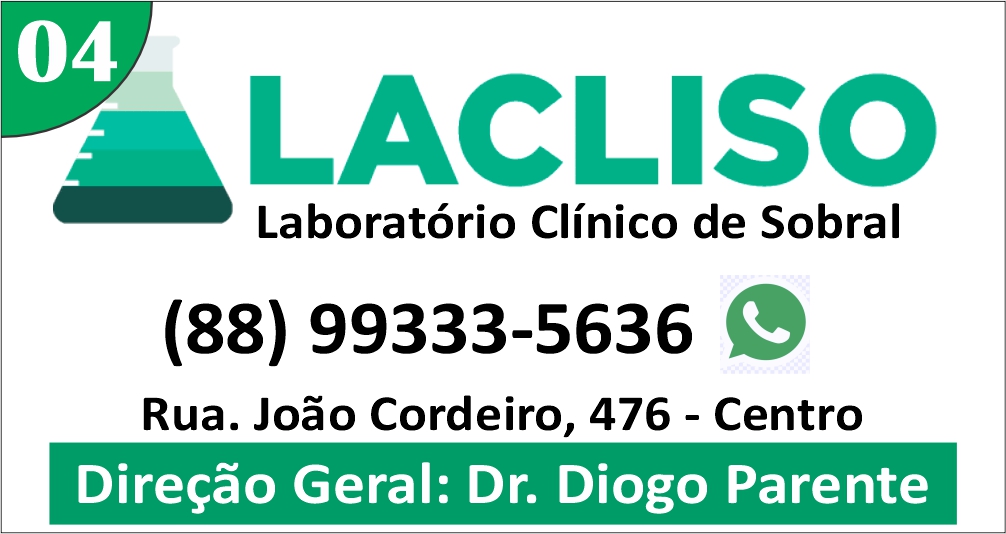 04
LACLISO
Laboratório Clínico de Sobral
(88) 99333-5636
Rua. João Cordeiro, 476 - Centro
Direção Geral: Dr. Diogo Parente